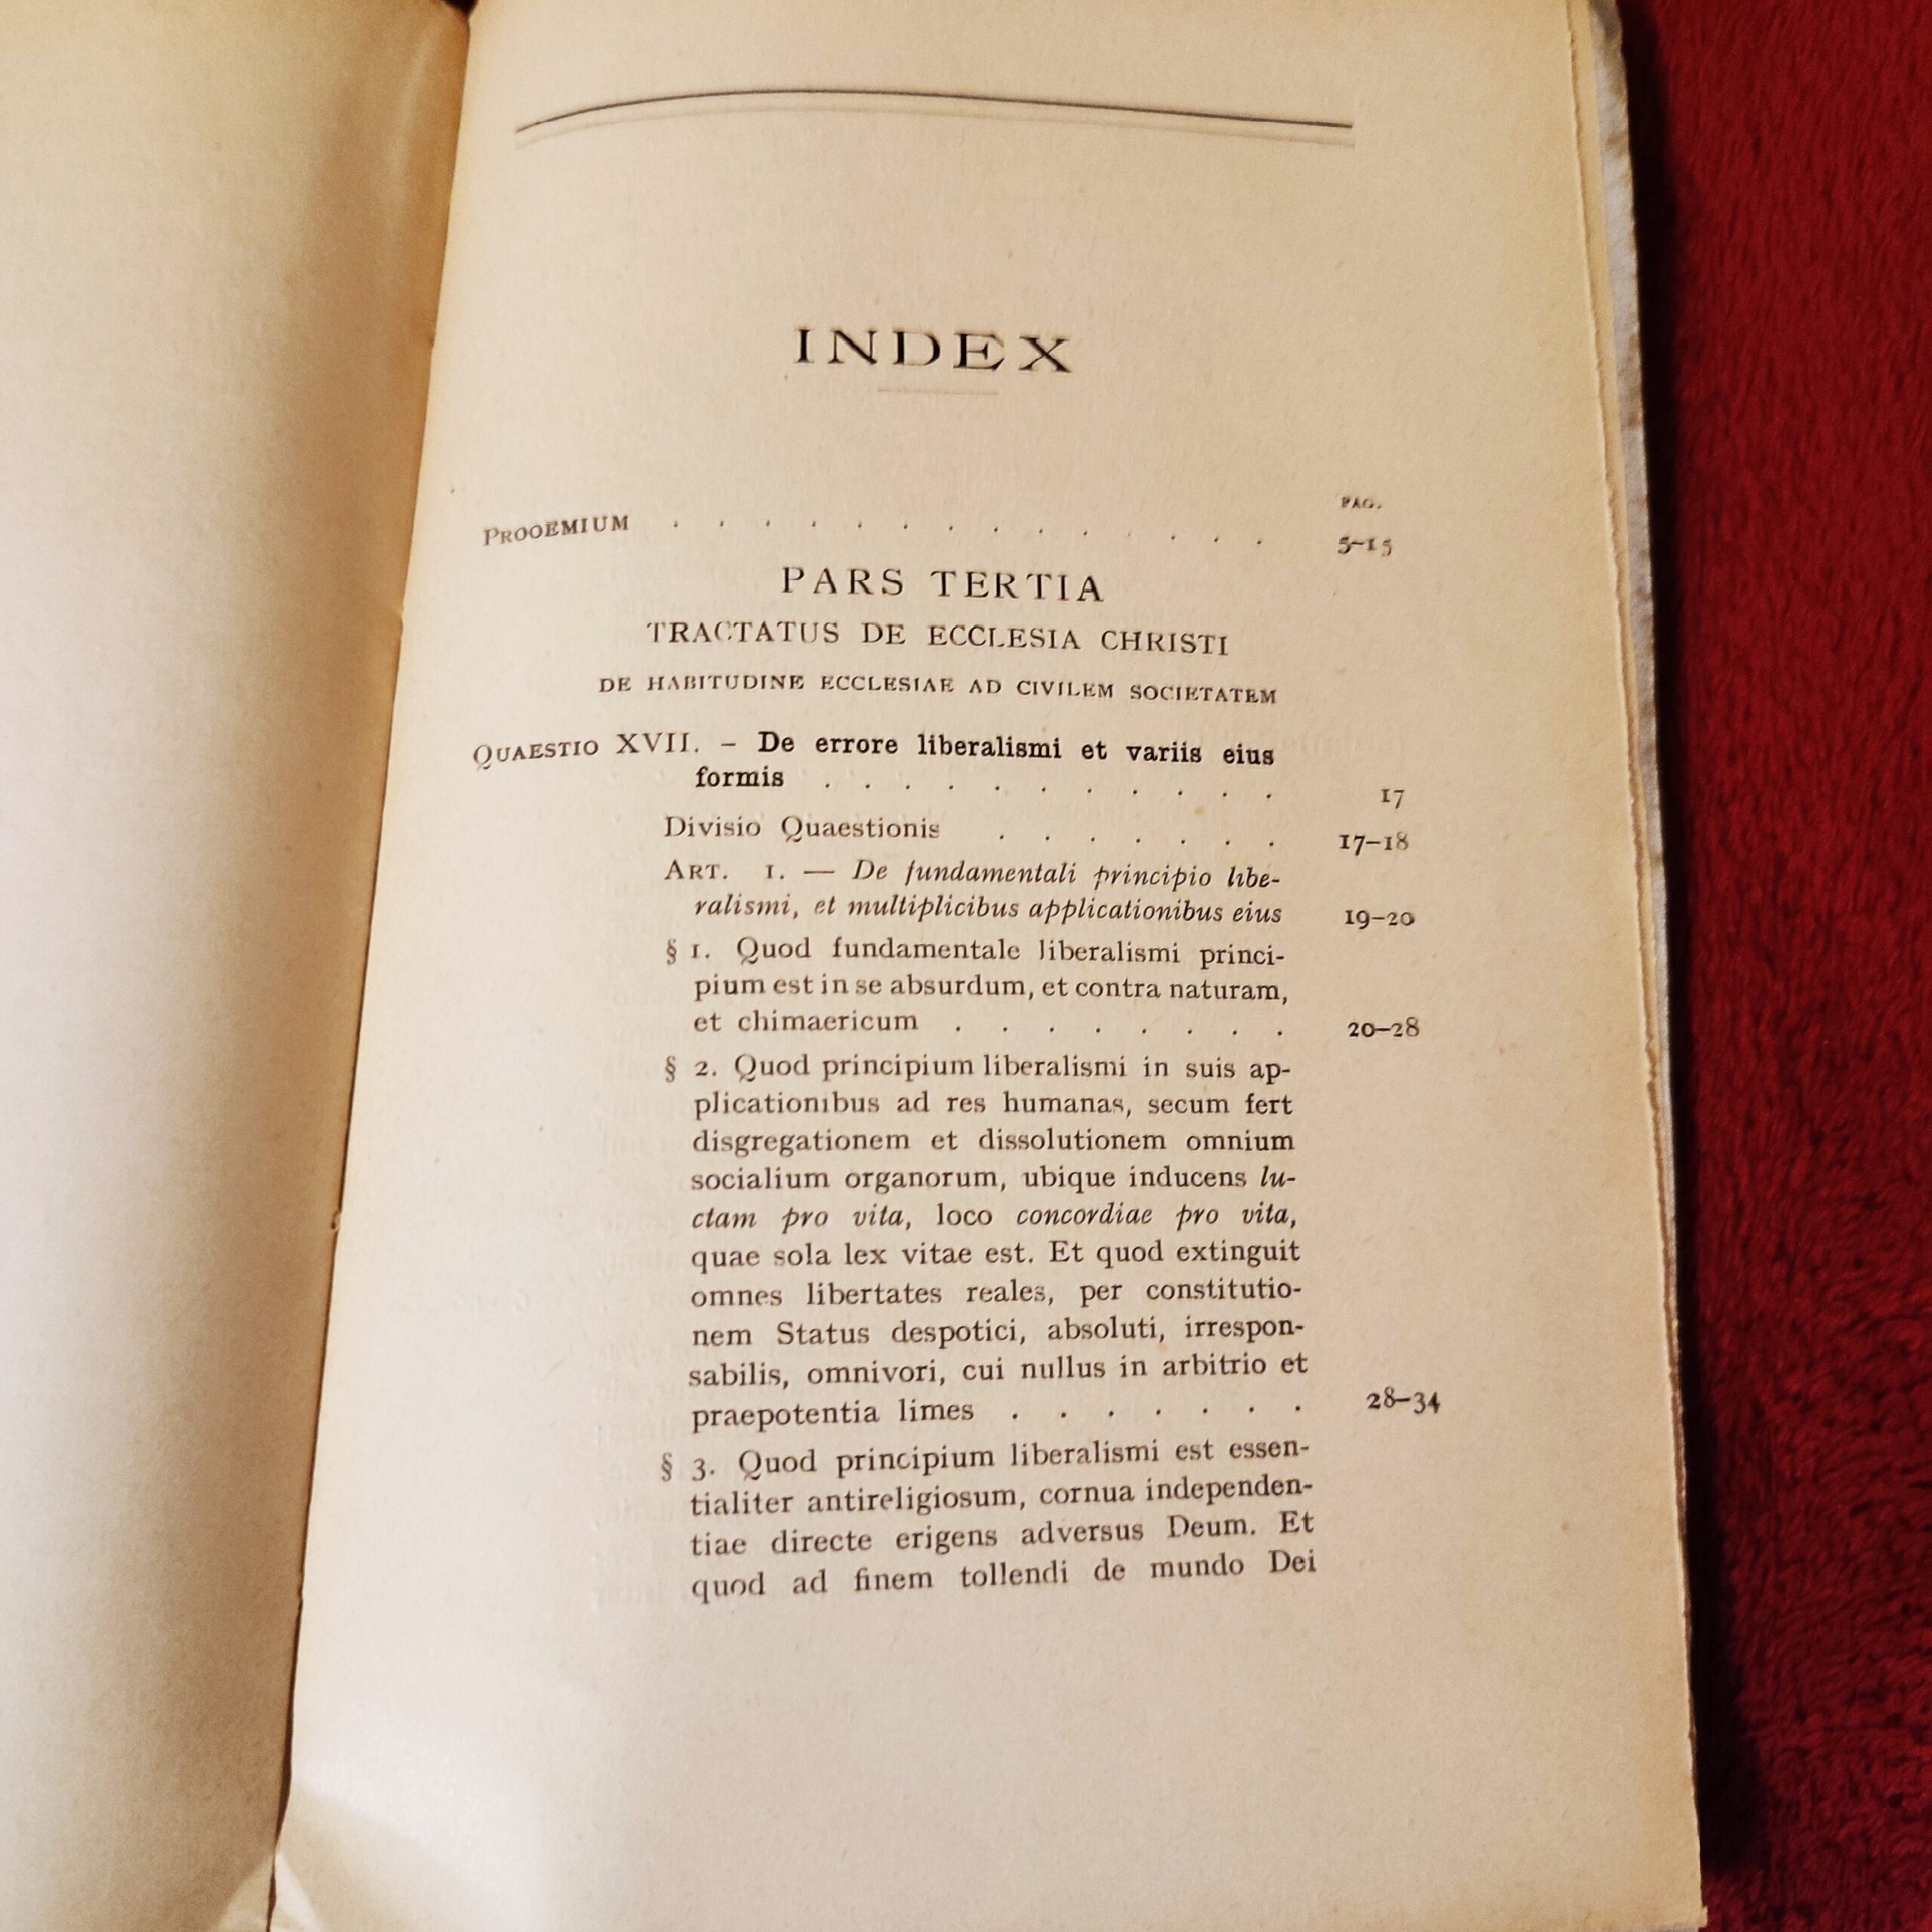 INDEX
PAG.
PROOEMIUM . . . . . . . . . . . . . . 5-15
PARS TERTIA
TRACTATUS DE ECCLESIA CHRISTI
DE HABITUDINE ECCLESIAE AD CIVILEM SOCIETATEM
QUAESTIO XVII. – De errore liberalismi et variis eius
formis . . . . . . . . . . . 17
Divisio Quaestionis . . . . . . . 17-18
ART. 1. — De fundamentali principio libe-
ralismi, et multiplicibus applicationibus eius 19-20
§ 1. Quod fundamentale liberalismi princi-
pium est in se absurdum, et contra naturam,
et chimaericum . . . . . . . . 20-28
§ 2. Quod principium liberalismi in suis ap-
plicationibus ad res humanas, secum fert
disgregationem et dissolutionem omnium
socialium organorum, ubique inducens lu-
ctam pro vita, loco concordiae pro vita,
quae sola lex vitae est. Et quod extinguit
omnes libertates reales, per constitutio-
nem Status despotici, absoluti, irrespon-
sabilis, omnivori, cui nullus in arbitrio et
praepotentia limes . . . . . . . 28-34
§ 3. Quod principium liberalismi est essen-
tialiter antireligiosum, cornua independen-
tiae directe erigens adversus Deum. Et
quod ad finem tollendi de mundo Dei